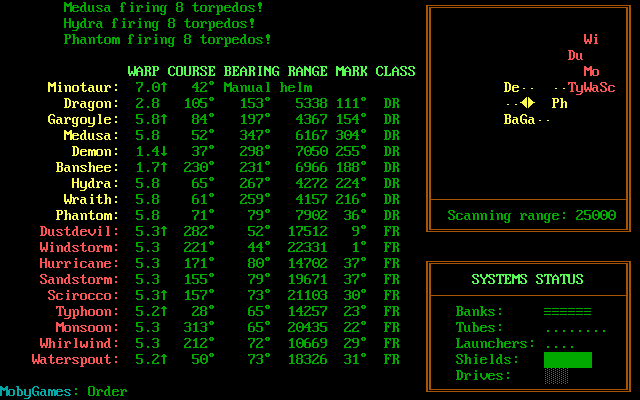 Medusa firing 8 torpedos!
Hydra firing 8 torpedos!
Phantom firing 8 torpedos!
WARP COURSE BEARING RANGE MARK CLASS
Minotaur: 7.0↑ 42° Manual helm
Dragon: 2.8 105° 153° 5338 111° DR
Gargoyle: 5.8↑ 84° 197° 4367 154° DR
Medusa: 5.8 52° 347° 6167 304° DR
Demon: 1.4↓ 37° 298° 7050 255° DR
Banshee: 1.7↑ 230° 231° 6966 188° DR
Hydra: 5.8 65° 267° 4272 224° DR
Wraith: 5.8 61° 259° 4157 216° DR
Phantom: 5.8 71° 79° 7902 36° DR
Dustdevil: 5.3↑ 282° 52° 17512 9° FR
Windstorm: 5.3 221° 44° 22331 1° FR
Hurricane: 5.3 171° 80° 14702 37° FR
Sandstorm: 5.3 155° 79° 19671 37° FR
Scirocco: 5.3↑ 157° 73° 21103 30° FR
Typhoon: 5.2↑ 28° 65° 14257 23° FR
Monsoon: 5.3 313° 65° 20435 22° FR
Whirlwind: 5.3 212° 72° 10669 29° FR
Waterspout: 5.2↑ 50° 73° 18326 31° FR
MobyGames: Order
Wi
Du
Mo
De·· ··TyWaSc
··◄► Ph
BaGa··
Scanning range: 25000
SYSTEMS STATUS
Banks: ======
Tubes: ........
Launchers: ....
Shields:
Drives: